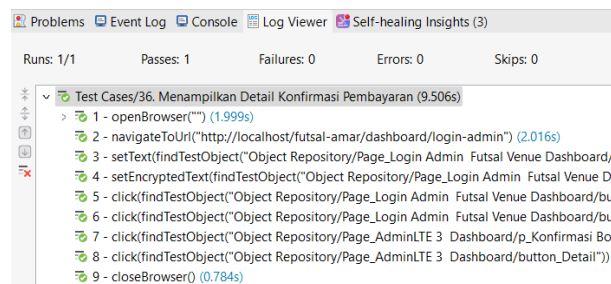 Problems Event Log Console Log Viewer Self-healing Insights (3)
Runs: 1/1 Passes: 1 Failures: 0 Errors: 0 Skips: 0
Test Cases/36. Menampilkan Detail Konfirmasi Pembayaran (9.506s)
1 - openBrowser("") (1.999s)
2 - navigateToUrl("http://localhost/futsal-amar/dashboard/login-admin") (2.016s)
3 - setText(findTestObject("Object Repository/Page_Login Admin Futsal Venue Dashboard/
4 - setEncryptedText(findTestObject("Object Repository/Page_Login Admin Futsal Venue D
5 - click(findTestObject("Object Repository/Page_Login Admin Futsal Venue Dashboard/bu
6 - click(findTestObject("Object Repository/Page_Login Admin Futsal Venue Dashboard/bu
7 - click(findTestObject("Object Repository/Page_AdminLTE 3 Dashboard/p_Konfirmasi Bo
8 - click(findTestObject("Object Repository/Page_AdminLTE 3 Dashboard/button_Detail"))
9 - closeBrowser() (0.784s)